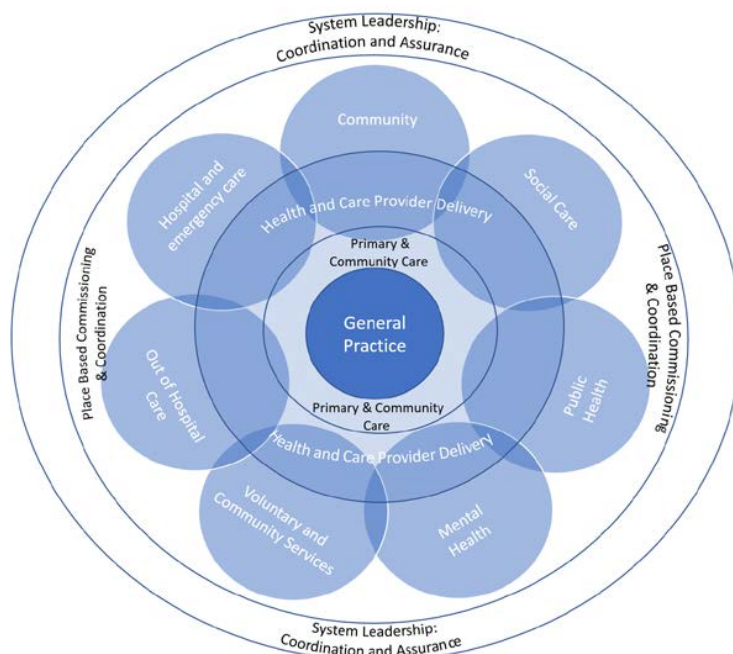 System Leadership:
Coordination and Assurance
Community
Hospital and
emergency care
Social Care
Health and Care Provider Delivery
Primary &
Community Care
Place Based Commissioning
& Coordination
General
Practice
Place Based Commissioning
& Coordination
Out of Hospital
Care
Public
Health
Primary & Community
Care
Health and Care Provider Delivery
Voluntary and
Community Services
Mental
Health
System Leadership:
Coordination and Assurance